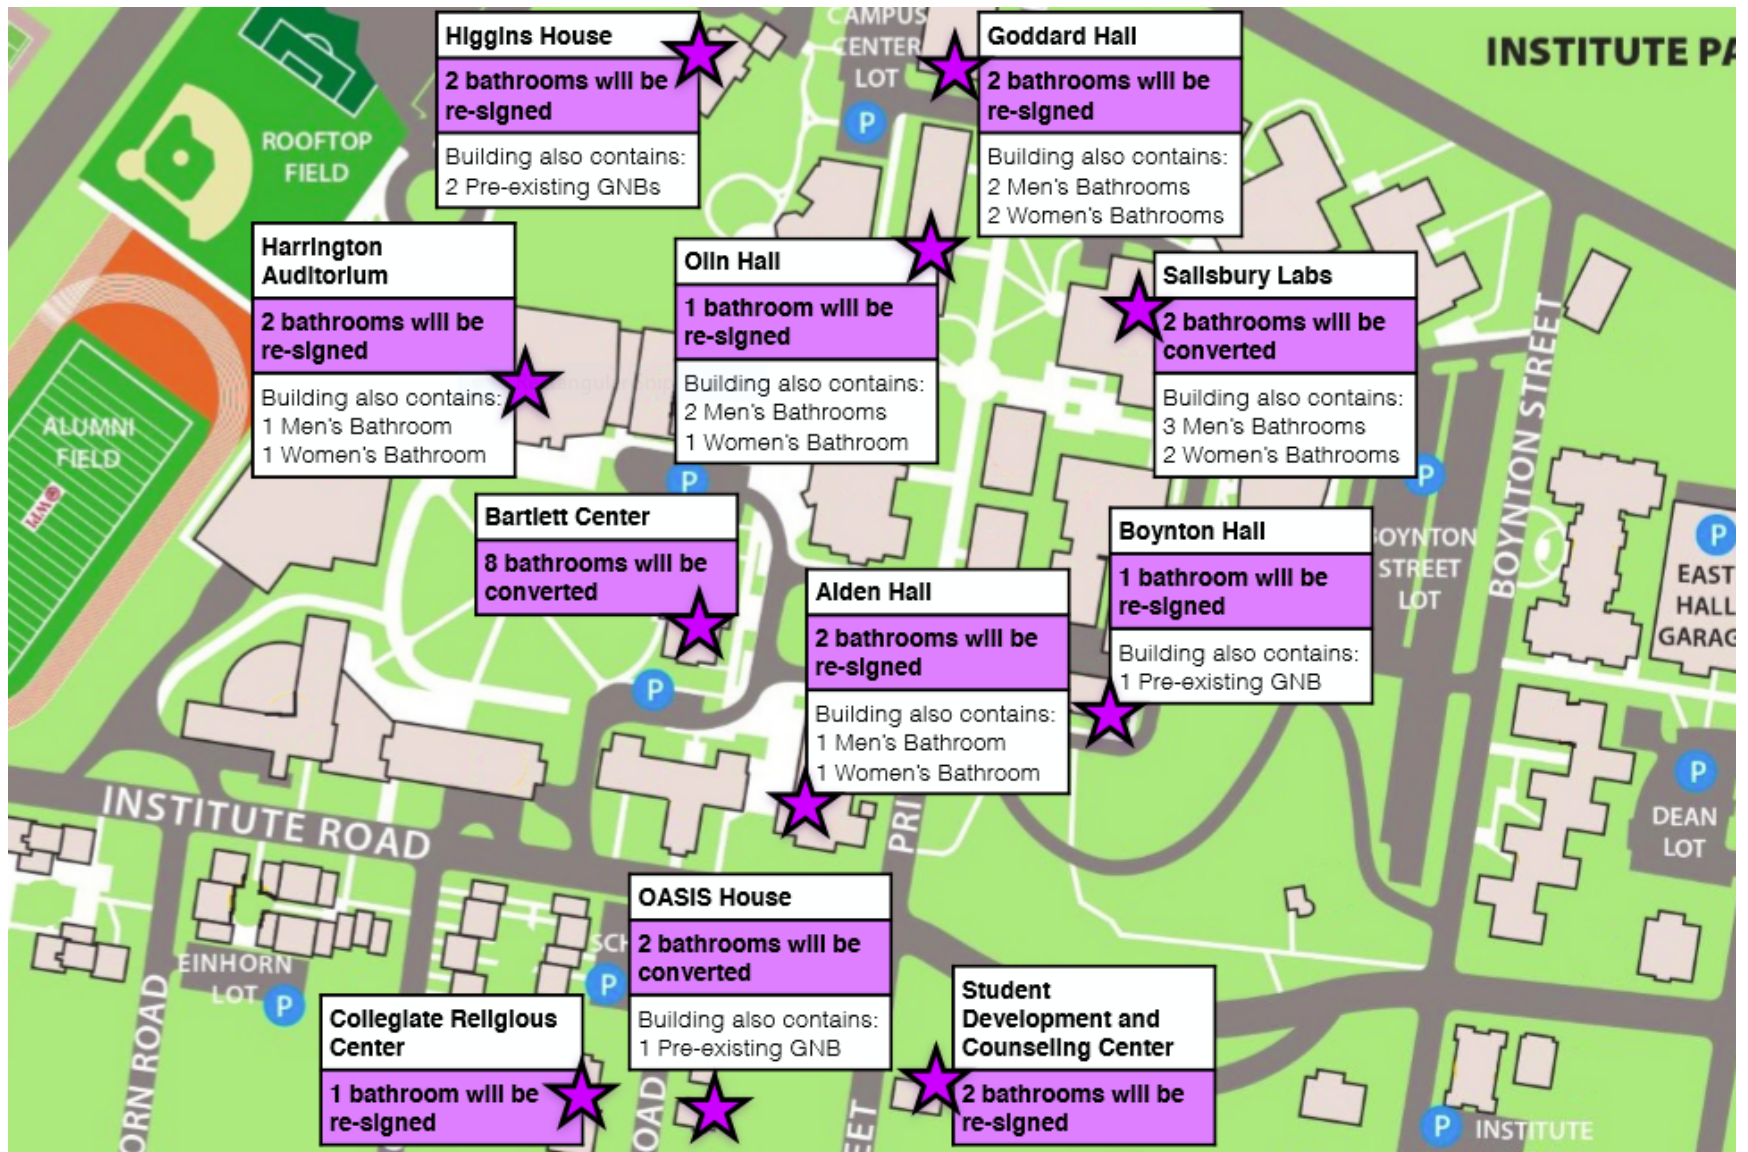 Higgins House
2 bathrooms will be
re-signed
Building also contains:
2 Pre-existing GNBs
CAMPUS
CENTER
LOT
P
Goddard Hall
2 bathrooms will be
re-signed
Building also contains:
2 Men's Bathrooms
2 Women's Bathrooms
INSTITUTE PA
ROOFTOP
FIELD
Harrington
Auditorium
2 bathrooms will be
re-signed
Building also contains:
1 Men's Bathroom
1 Women's Bathroom
Olin Hall
1 bathroom will be
re-signed
Building also contains:
2 Men's Bathrooms
1 Women's Bathroom
Salisbury Labs
2 bathrooms will be
converted
Building also contains:
3 Men's Bathrooms
2 Women's Bathrooms
BOYNTON STREET
ALUMNI
FIELD
WPI
P
P
Bartlett Center
8 bathrooms will be
converted
Boynton Hall
1 bathroom will be
re-signed
Building also contains:
1 Pre-existing GNB
BOYNTON
STREET
LOT
P
EAST
HALL
GARAG
Alden Hall
2 bathrooms will be
re-signed
Building also contains:
1 Men's Bathroom
1 Women's Bathroom
P
P
DEAN
LOT
INSTITUTE ROAD
PRI
OASIS House
2 bathrooms will be
converted
Building also contains:
1 Pre-existing GNB
SCH
P
EINHORN
LOT
P
Collegiate Religious
Center
1 bathroom will be
re-signed
Student
Development and
Counseling Center
2 bathrooms will be
re-signed
ORN ROAD
OAD
EET
P
INSTITUTE